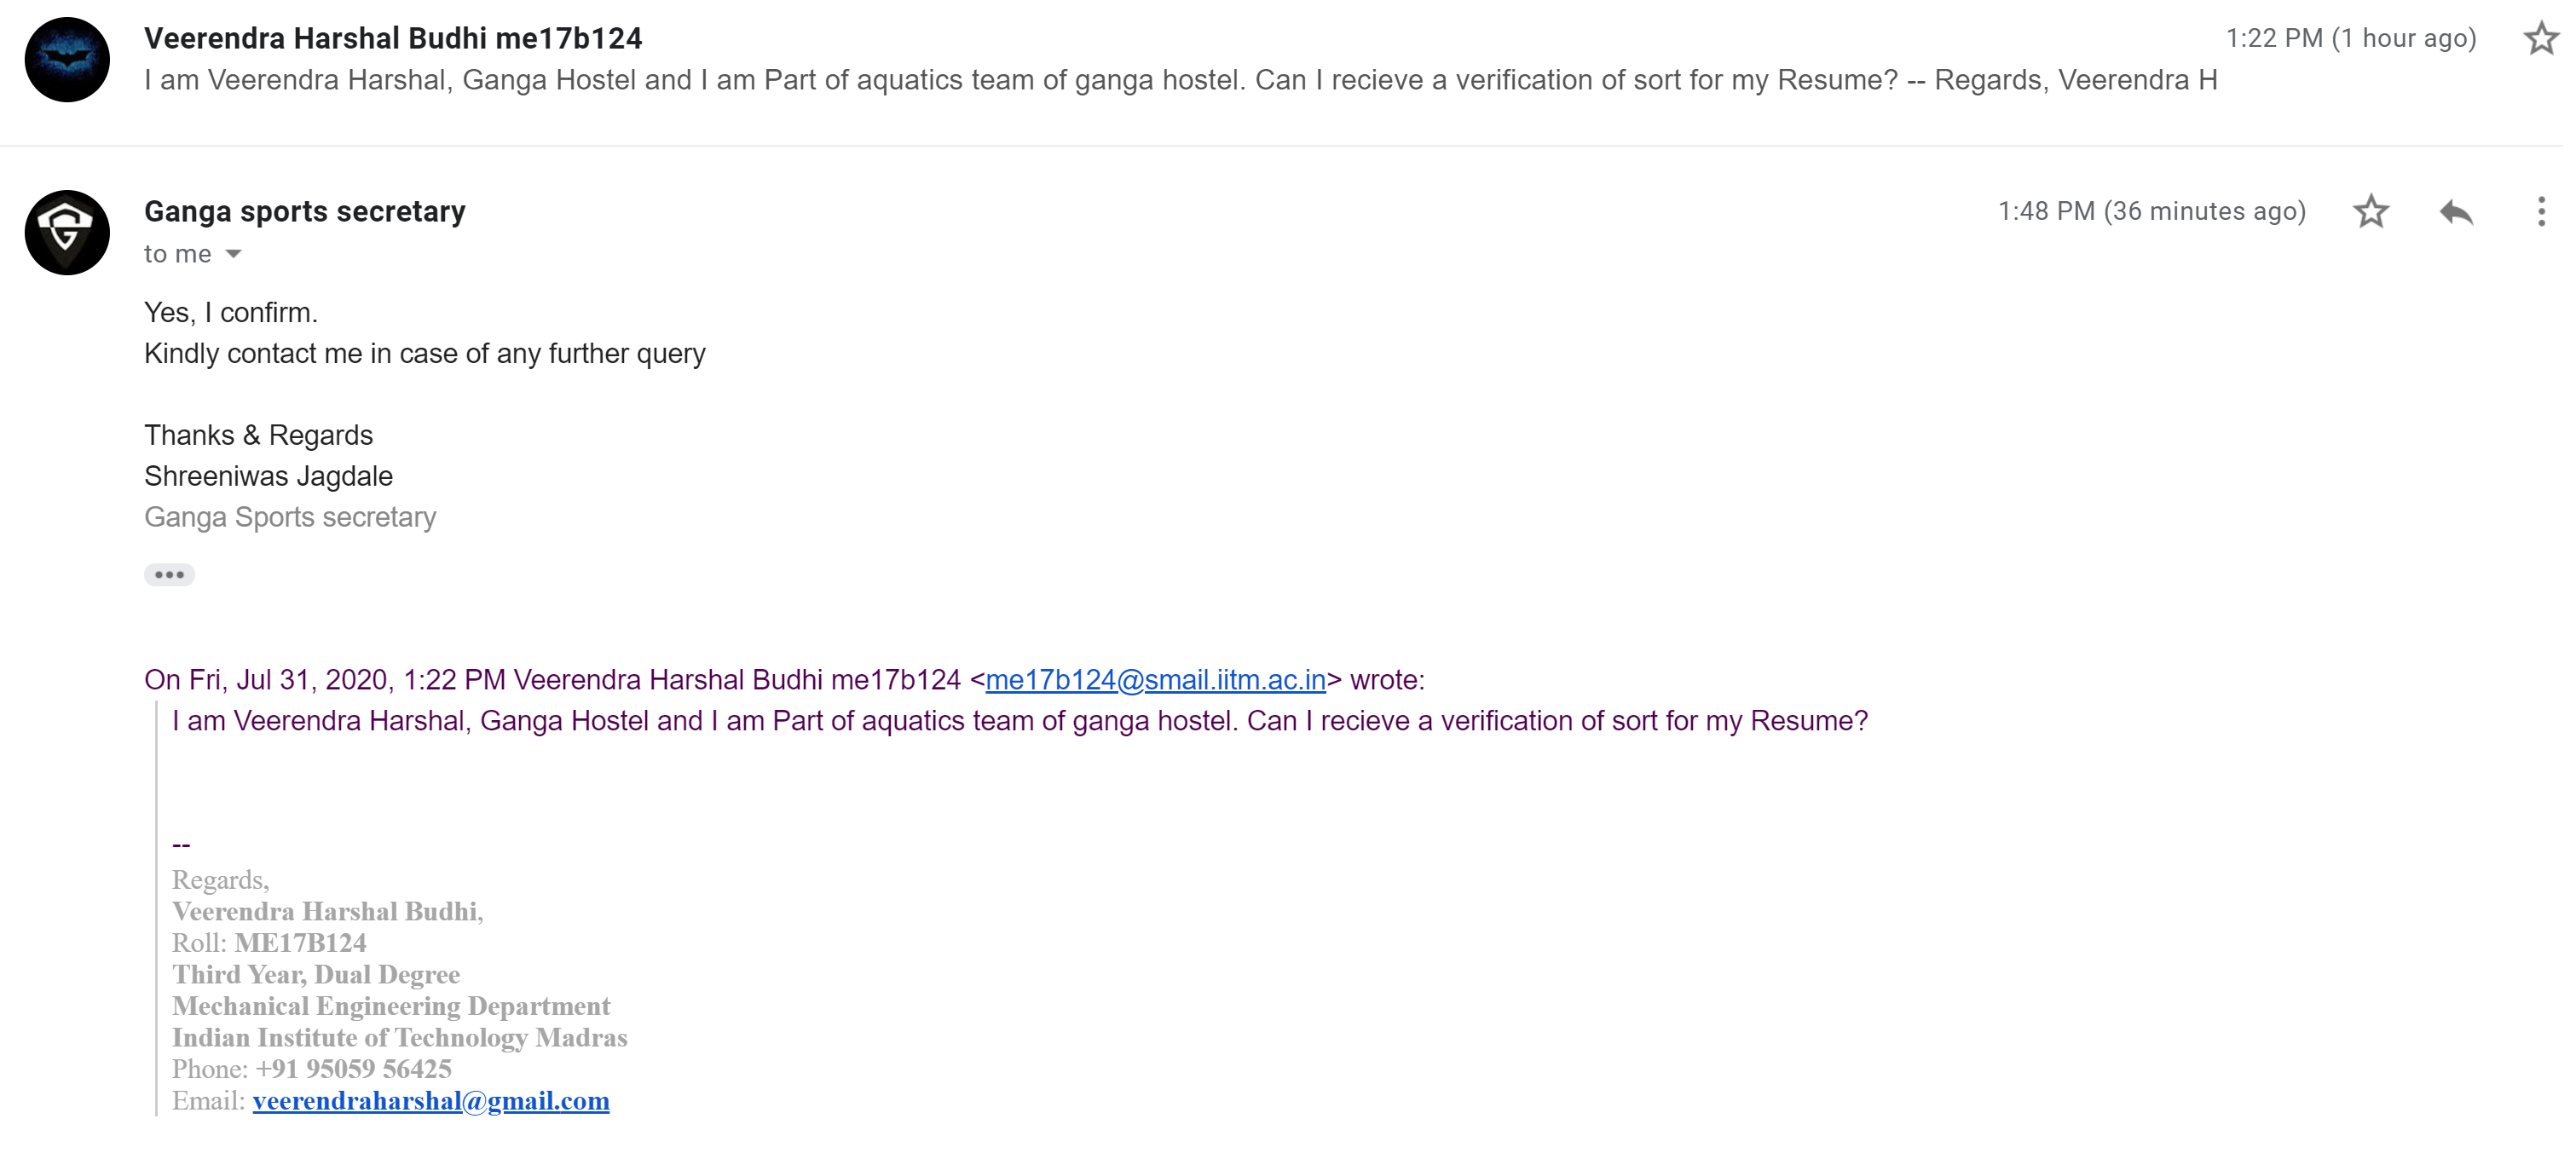 Veerendra Harshal Budhi me17b124 1:22 PM (1 hour ago)
I am Veerendra Harshal, Ganga Hostel and I am Part of aquatics team of ganga hostel. Can I recieve a verification of sort for my Resume? -- Regards, Veerendra H
Ganga sports secretary 1:48 PM (36 minutes ago)
to me
Yes, I confirm.
Kindly contact me in case of any further query
Thanks & Regards
Shreeniwas Jagdale
Ganga Sports secretary
On Fri, Jul 31, 2020, 1:22 PM Veerendra Harshal Budhi me17b124 <me17b124@smail.iitm.ac.in> wrote:
I am Veerendra Harshal, Ganga Hostel and I am Part of aquatics team of ganga hostel. Can I recieve a verification of sort for my Resume?
--
Regards,
Veerendra Harshal Budhi,
Roll: ME17B124
Third Year, Dual Degree
Mechanical Engineering Department
Indian Institute of Technology Madras
Phone: +91 95059 56425
Email: veerendraharshal@gmail.com